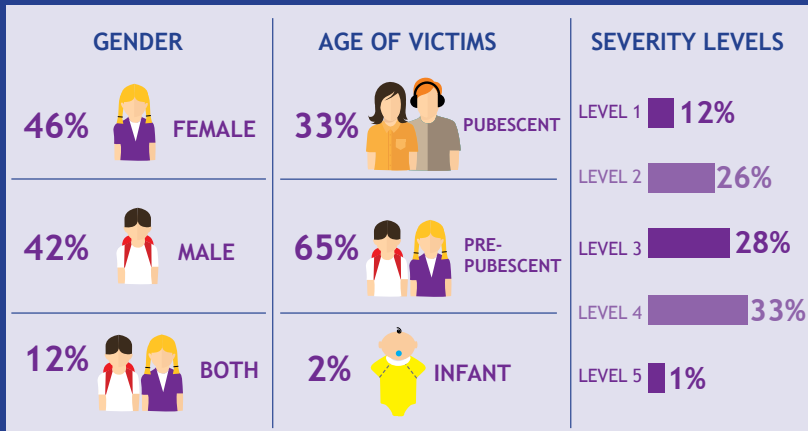 GENDER
46% FEMALE
42% MALE
12% BOTH
AGE OF VICTIMS
33% PUBESCENT
65% PRE-
PUBESCENT
2% INFANT
SEVERITY LEVELS
LEVEL 1 12%
LEVEL 2 26%
LEVEL 3 28%
LEVEL 4 33%
LEVEL 5 1%